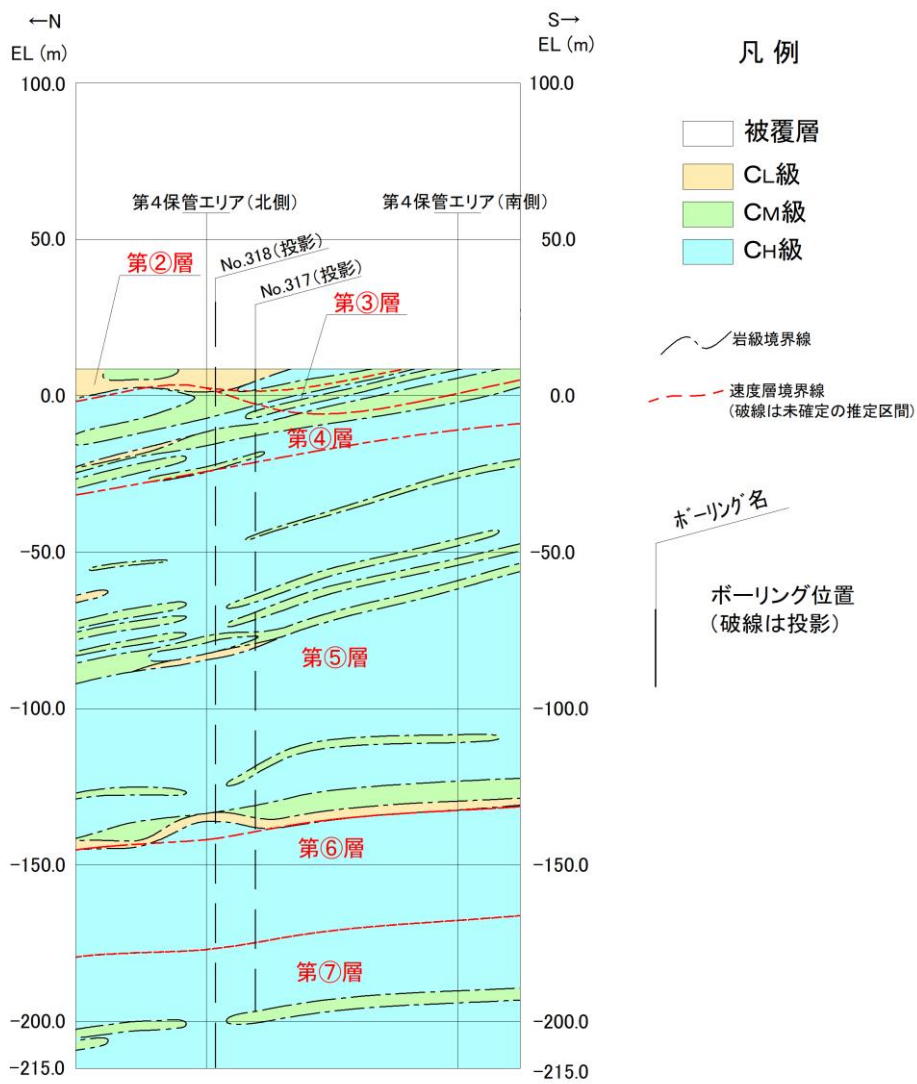 ←N
EL (m)
S→
EL (m)
100.0
100.0
第4保管エリア(北側)
第4保管エリア(南側)
50.0
50.0
No.318(投影)
第②層
No.317(投影)
第③層
0.0
0.0
第④層
-50.0
-50.0
第⑤層
-100.0
-100.0
第⑥層
-150.0
-150.0
第⑦層
-200.0
-200.0
-215.0
-215.0
凡 例
被覆層
CL級
CM級
CH級
岩級境界線
速度層境界線
(破線は未確定の推定区間)
ボーリング名
ボーリング位置
(破線は投影)